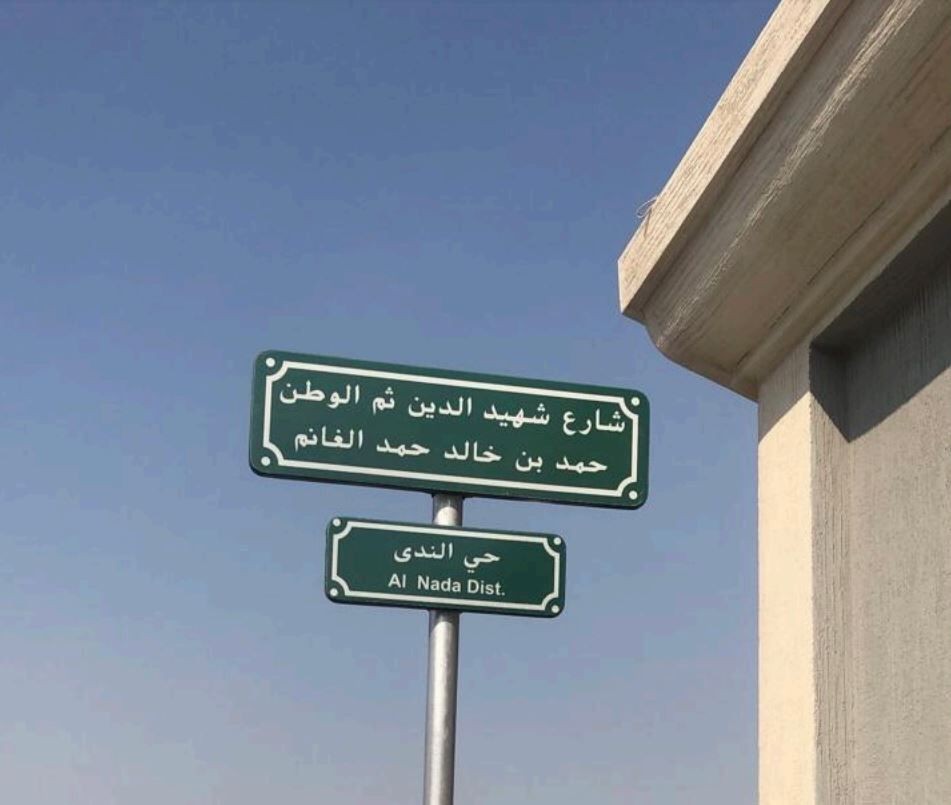 شارع شهيد الدين ثم الوطن
حمد بن خالد حمد الغانم
حي الندى
Al Nada Dist.